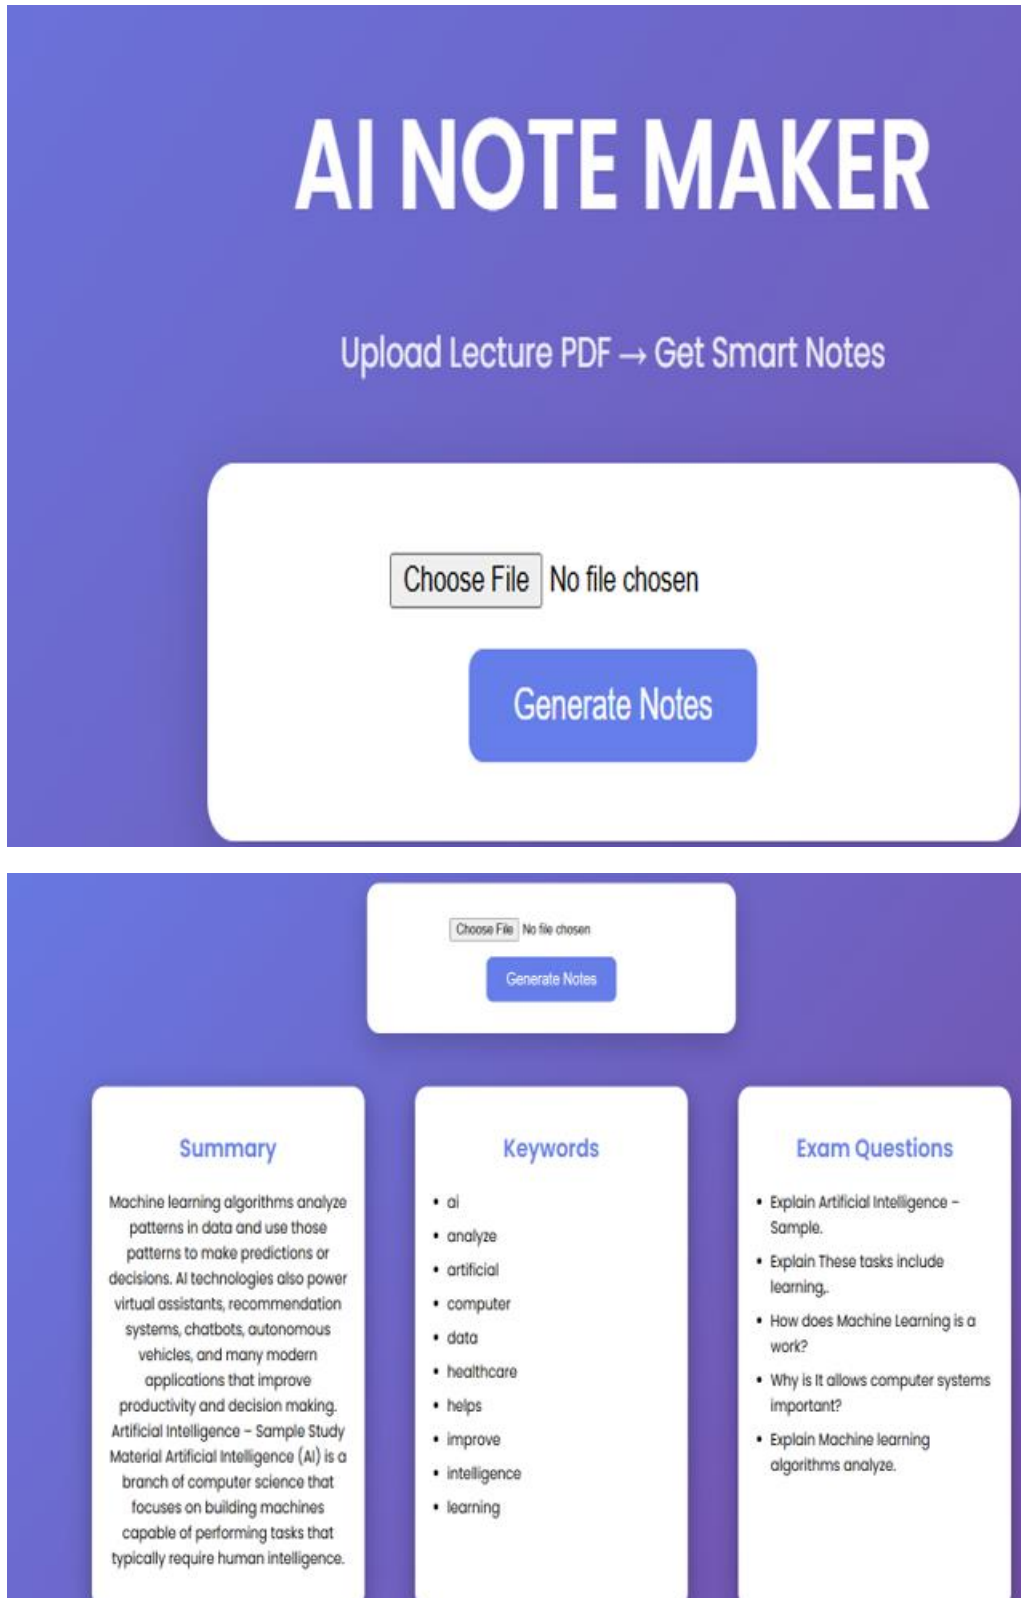 AI NOTE MAKER
Upload Lecture PDF → Get Smart Notes
Choose File No file chosen
Generate Notes
Choose File No file chosen
Generate Notes
Summary
Machine learning algorithms analyze
patterns in data and use those
patterns to make predictions or
decisions. AI technologies also power
virtual assistants, recommendation
systems, chatbots, autonomous
vehicles, and many modern
applications that improve
productivity and decision making.
Artificial Intelligence – Sample Study
Material Artificial Intelligence (AI) is a
branch of computer science that
focuses on building machines
capable of performing tasks that
typically require human intelligence.
Keywords
• ai
• analyze
• artificial
• computer
• data
• healthcare
• helps
• improve
• intelligence
• learning
Exam Questions
• Explain Artificial Intelligence –
Sample.
• Explain These tasks include
learning,.
• How does Machine Learning is a
work?
• Why is It allows computer systems
important?
• Explain Machine learning
algorithms analyze.